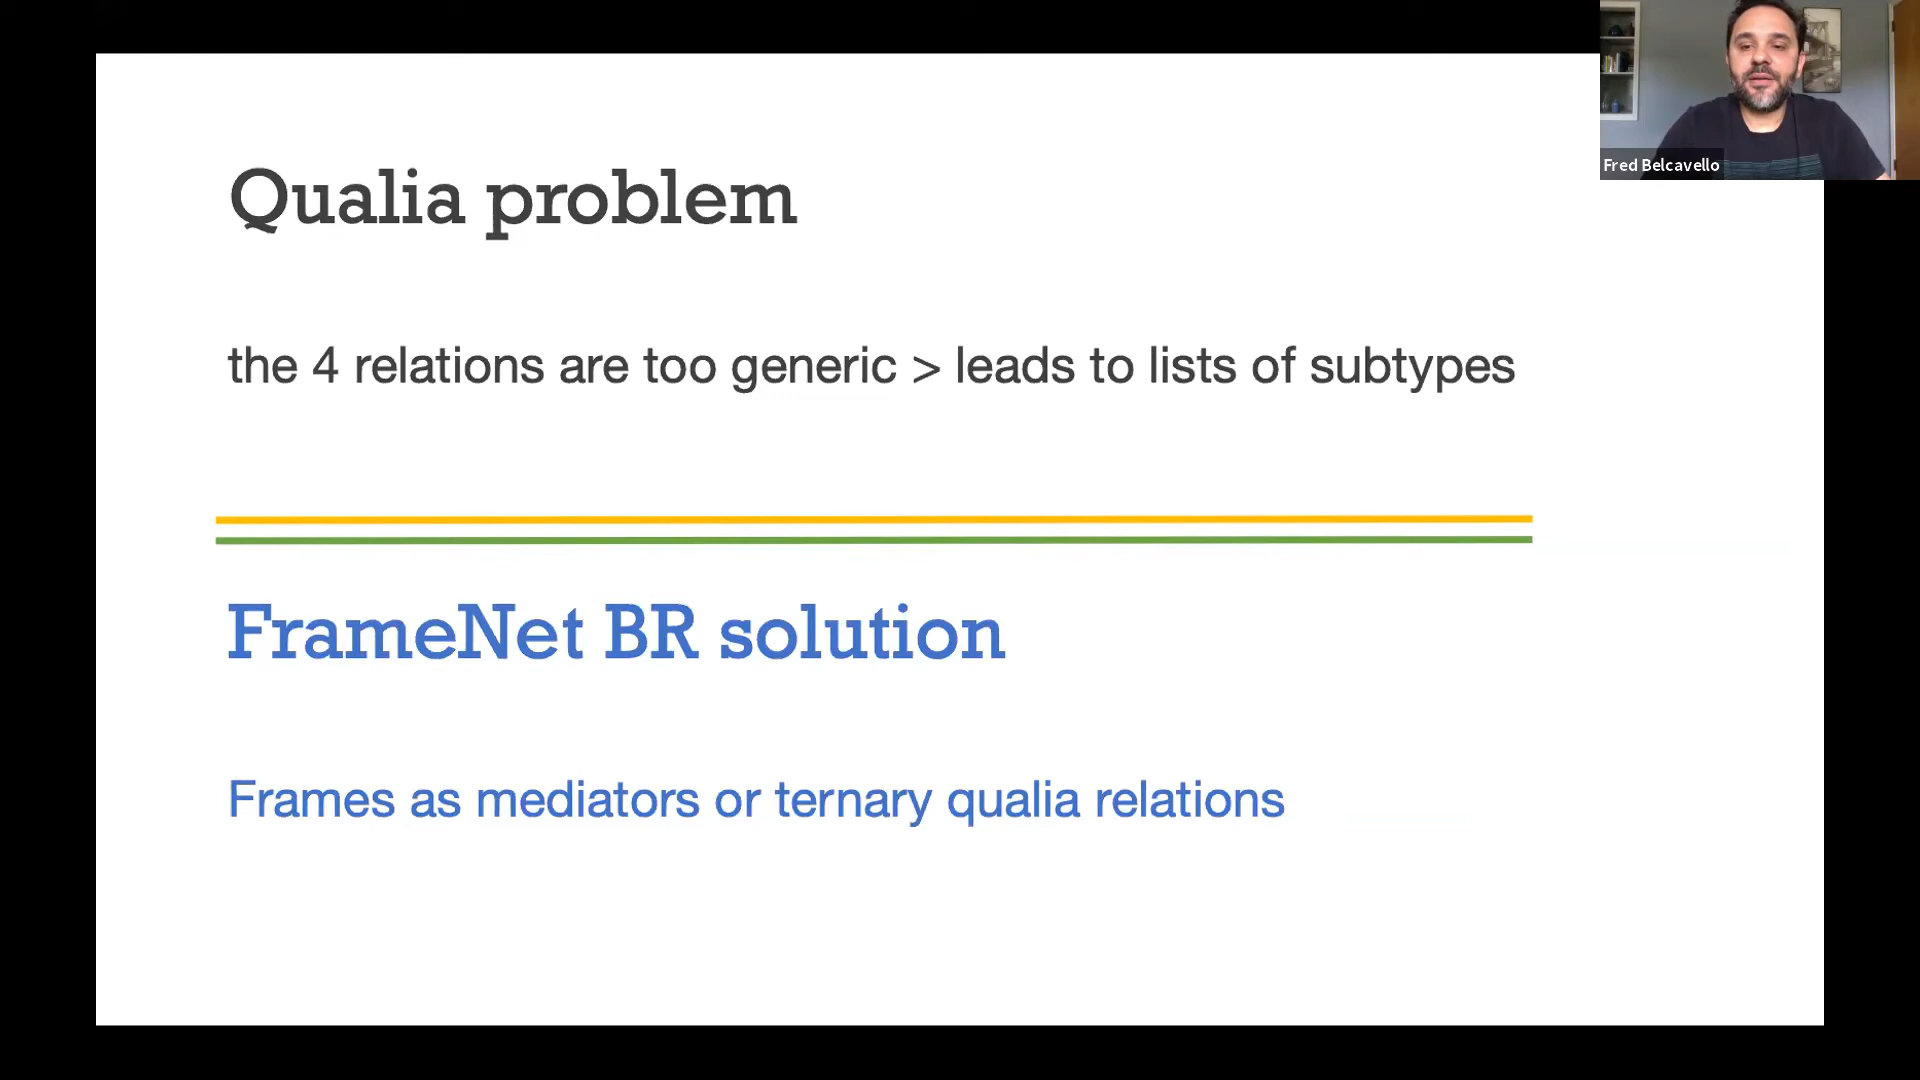 Qualia problem
the 4 relations are too generic > leads to lists of subtypes
FrameNet BR solution
Frames as mediators or ternary qualia relations
Fred Belcavello